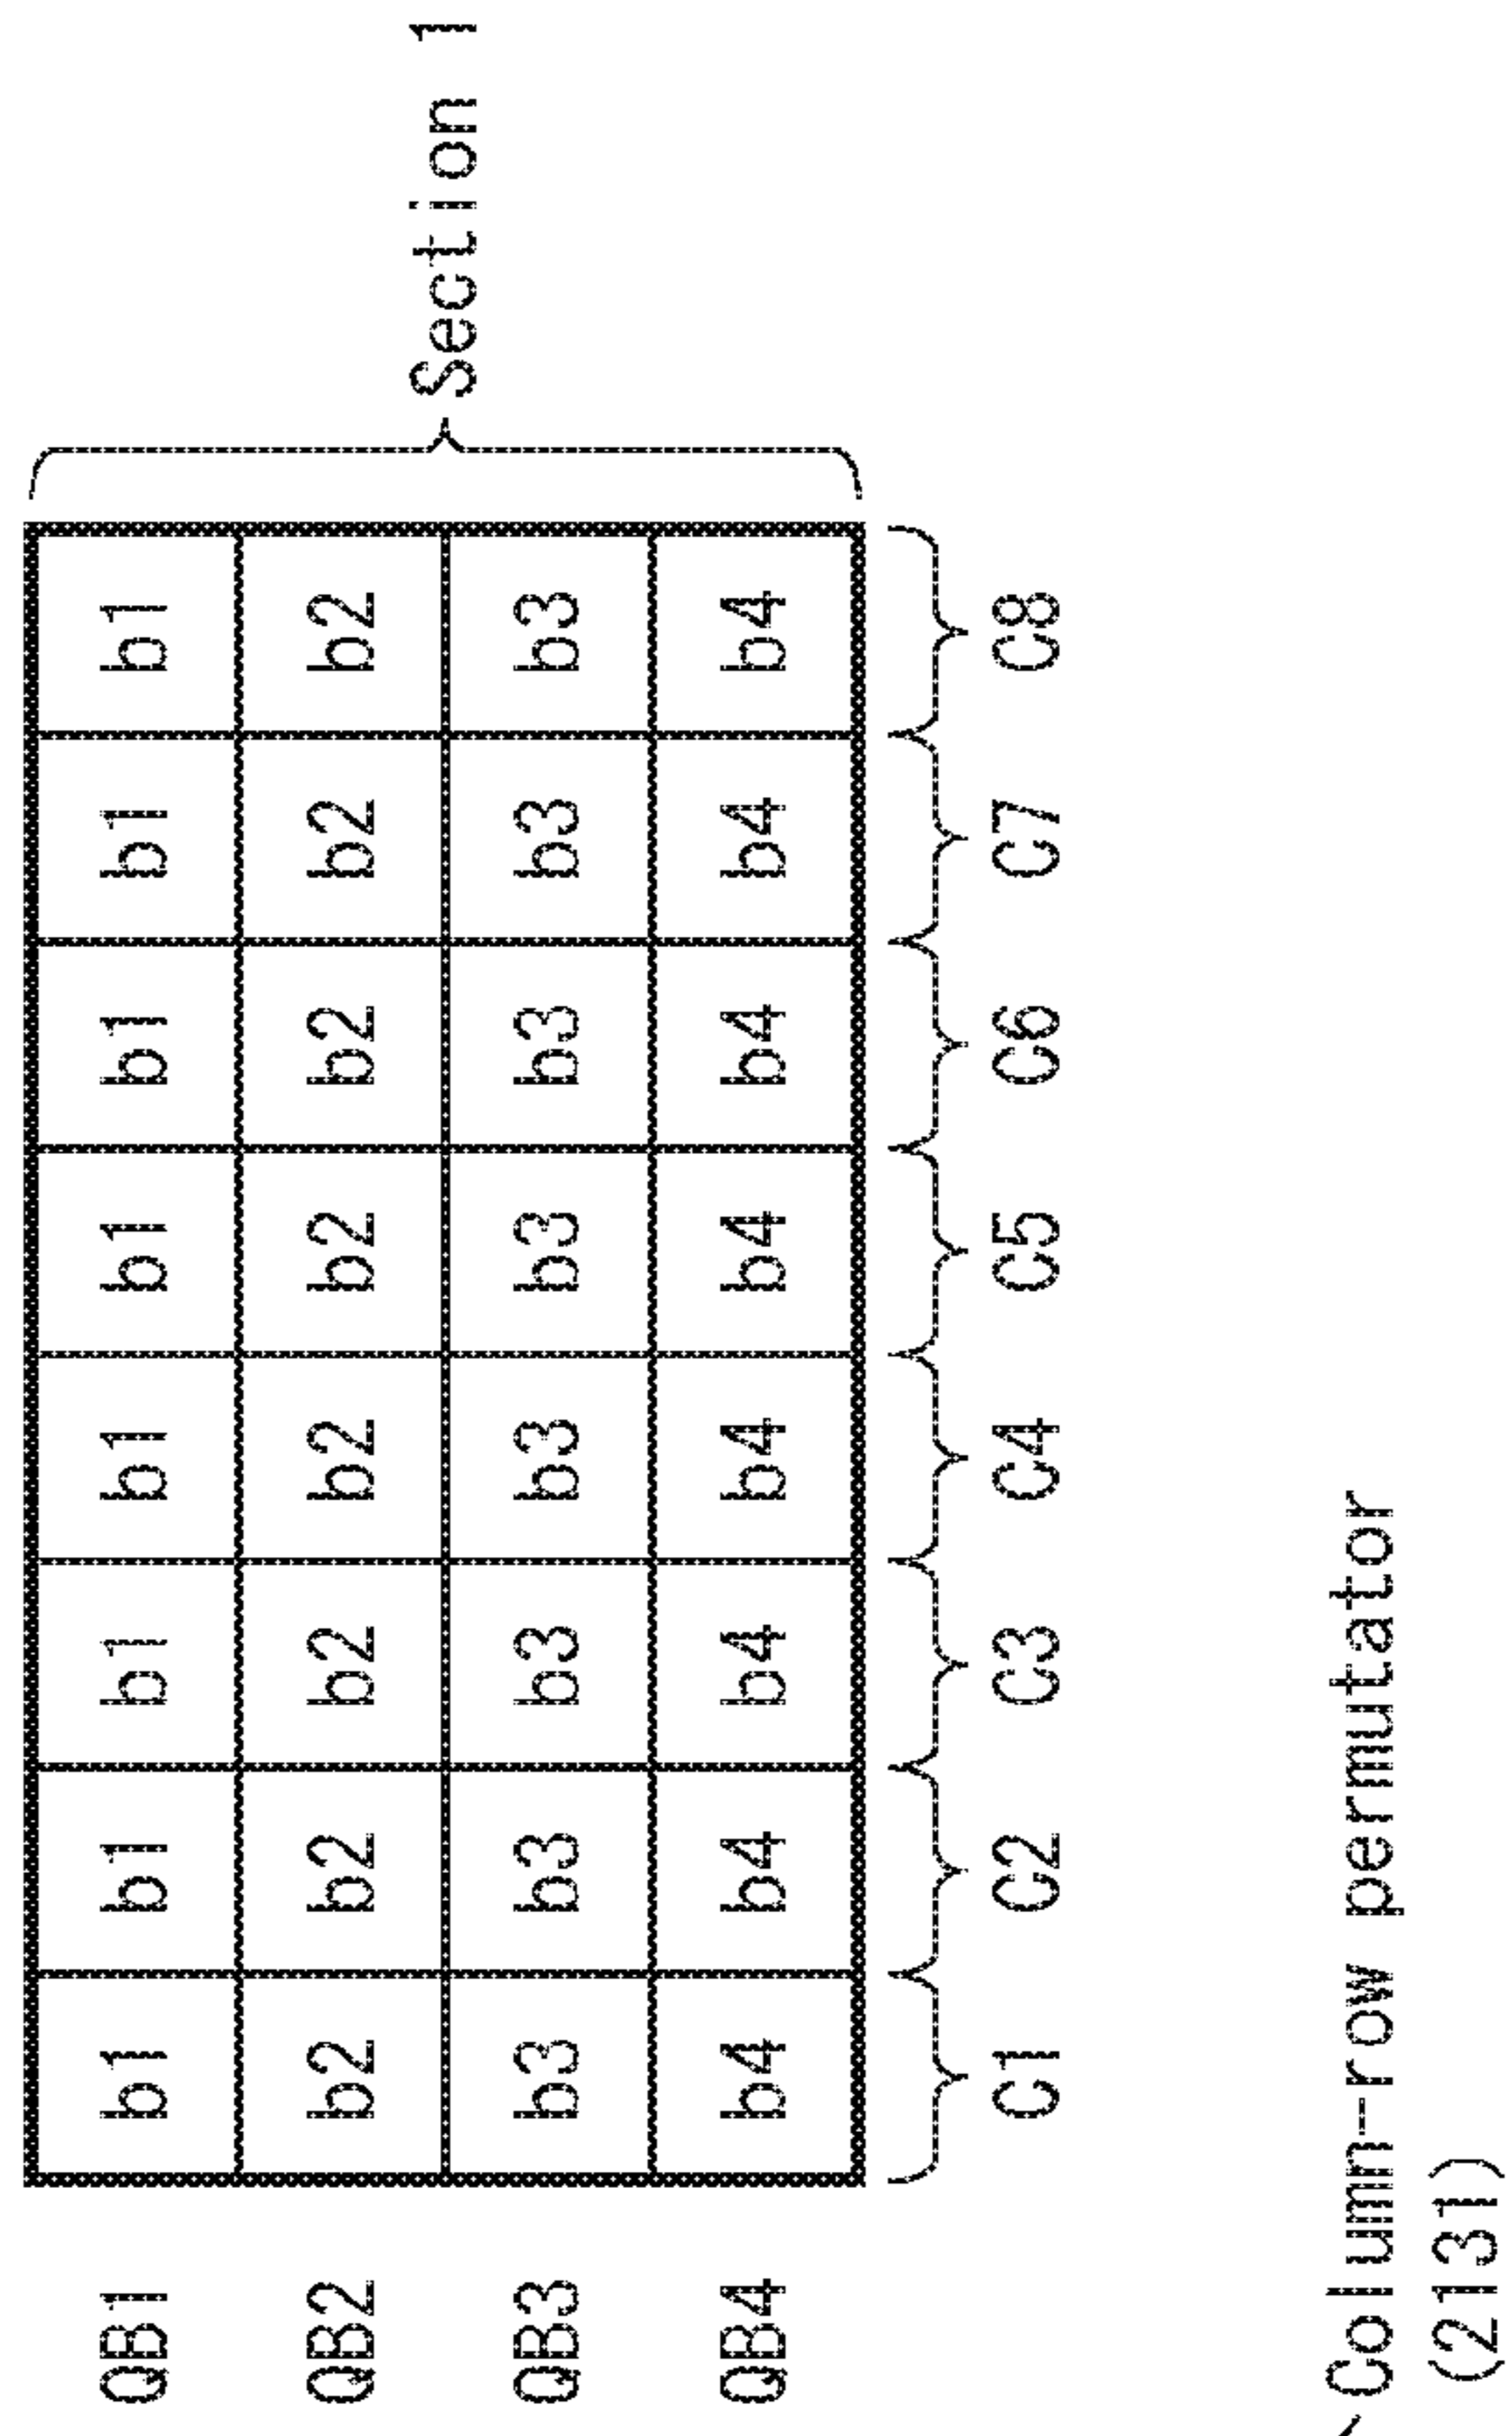 QB1 b1 b1 b1 b1 b1 b1 b1 b1
QB2 b2 b2 b2 b2 b2 b2 b2 b2
QB3 b3 b3 b3 b3 b3 b3 b3 b3
QB4 b4 b4 b4 b4 b4 b4 b4 b4
Section 1
C1 C2 C3 C4 C5 C6 C7 C8
Column-row permutator
(2131)